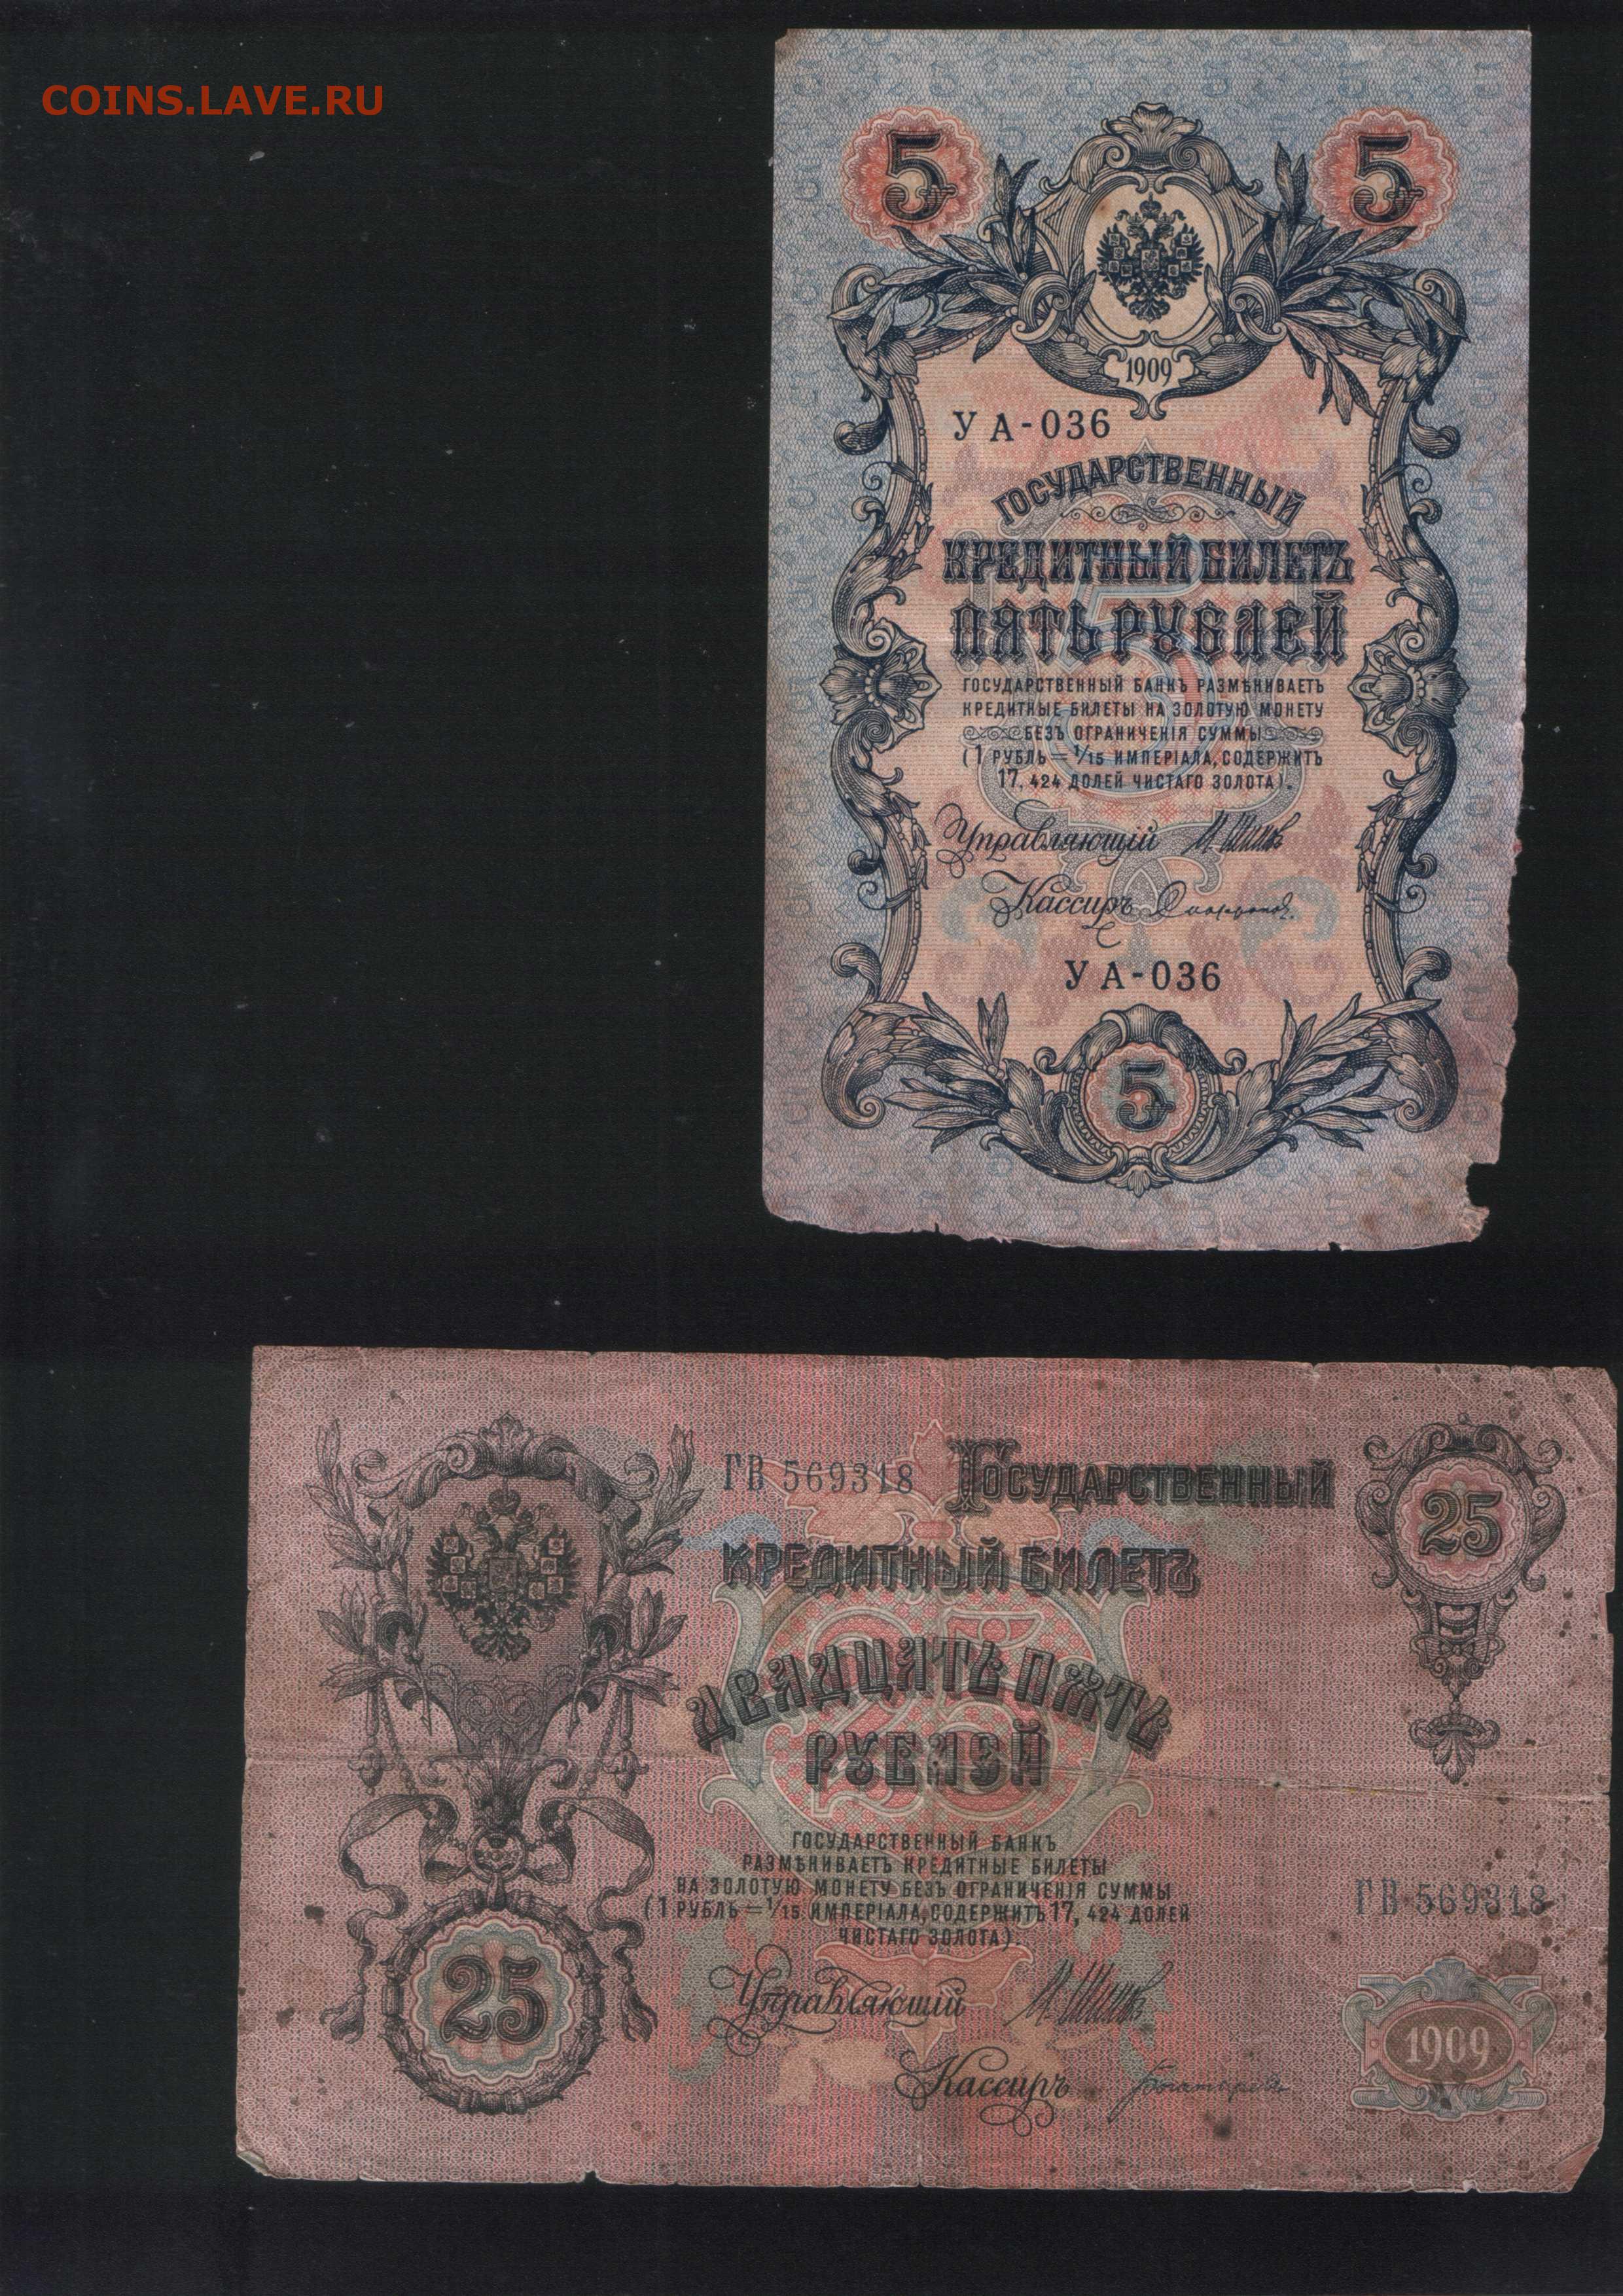 COINS.LAVE.RU
5 5
1909
УА-036
ГОСУДАРСТВЕННЫЙ
КРЕДИТНЫЙ БИЛЕТЪ
ПЯТЬ РУБЛЕЙ
ГОСУДАРСТВЕННЫЙ БАНКЪ РАЗМѢНИВАЕТЪ
КРЕДИТНЫЕ БИЛЕТЫ НА ЗОЛОТУЮ МОНЕТУ
БЕЗЪ ОГРАНИЧЕНІЯ СУММЫ
(1 РУБЛЬ = 1/15 ИМПЕРІАЛА, СОДЕРЖИТЪ
17,424 ДОЛЕЙ ЧИСТАГО ЗОЛОТА).
Управляющій
Кассиръ
УА-036
5
ГВ 569318 ГОСУДАРСТВЕННЫЙ
25
КРЕДИТНЫЙ БИЛЕТЪ
ДВАДЦАТЬ ПЯТЬ
РУБЛЕЙ
ГОСУДАРСТВЕННЫЙ БАНКЪ
РАЗМѢНИВАЕТЪ КРЕДИТНЫЕ БИЛЕТЫ
НА ЗОЛОТУЮ МОНЕТУ БЕЗЪ ОГРАНИЧЕНІЯ СУММЫ
(1 РУБЛЬ = 1/15 ИМПЕРІАЛА, СОДЕРЖИТЪ 17,424 ДОЛЕЙ
ЧИСТАГО ЗОЛОТА).
ГВ 569318
25
Управляющій
Кассиръ
1909